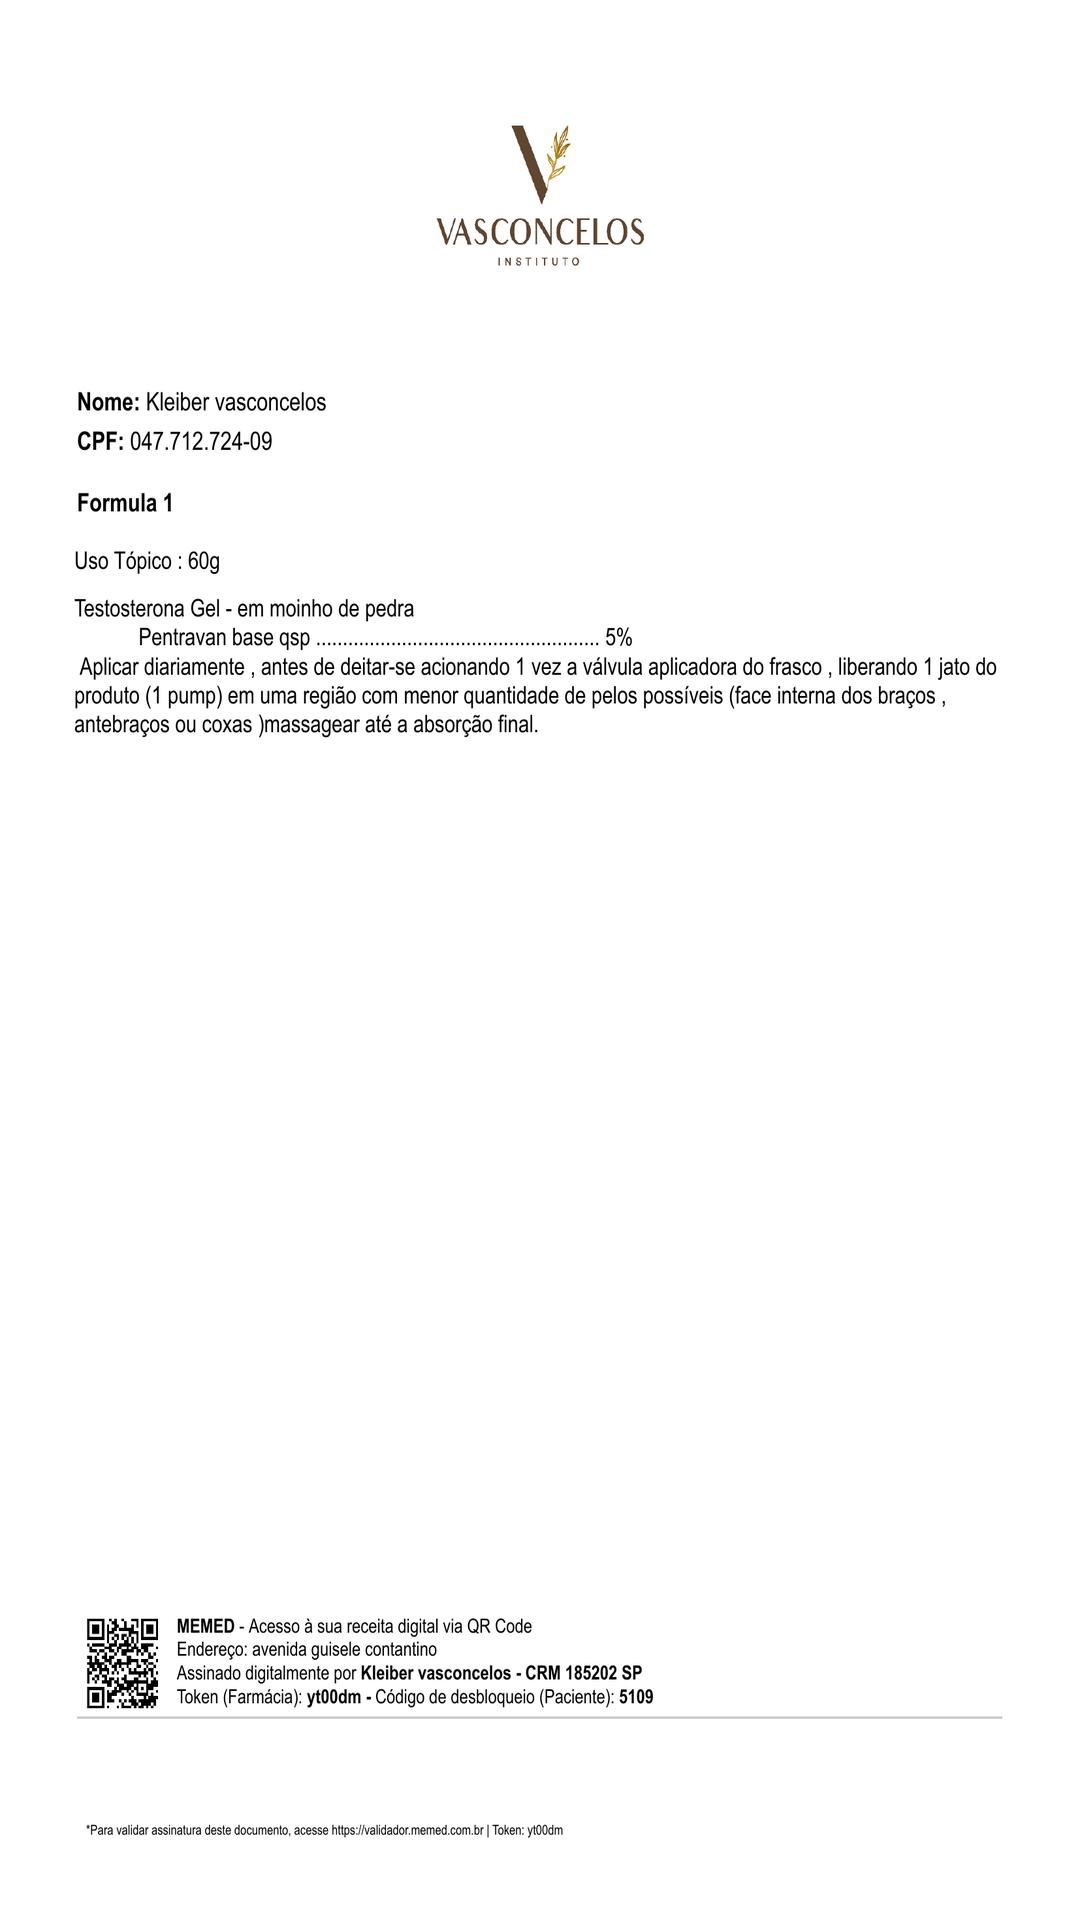 VASCONCELOS
INSTITUTO
Nome: Kleiber vasconcelos
CPF: 047.712.724-09
Formula 1
Uso Tópico : 60g
Testosterona Gel - em moinho de pedra
Pentravan base qsp ..................................................... 5%
Aplicar diariamente , antes de deitar-se acionando 1 vez a válvula aplicadora do frasco , liberando 1 jato do
produto (1 pump) em uma região com menor quantidade de pelos possíveis (face interna dos braços ,
antebraços ou coxas )massagear até a absorção final.
MEMED - Acesso à sua receita digital via QR Code
Endereço: avenida guisele contantino
Assinado digitalmente por Kleiber vasconcelos - CRM 185202 SP
Token (Farmácia): yt00dm - Código de desbloqueio (Paciente): 5109
*Para validar assinatura deste documento, acesse https://validador.memed.com.br | Token: yt00dm